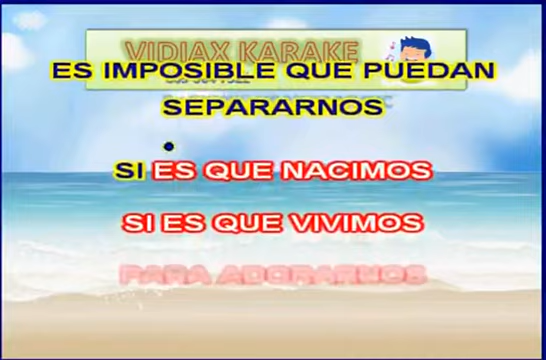 VIDIAX KARAKE
ES IMPOSIBLE QUE PUEDAN
SEPARARNOS
SI ES QUE NACIMOS
SI ES QUE VIVIMOS
PARA ADORARNOS